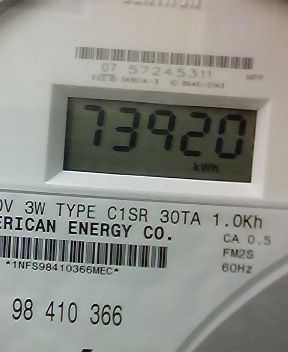 07 57245311
73920
kWh
0V 3W TYPE C1SR 30TA 1.0Kh
ERICAN ENERGY CO.
CA 0.5
FM2S
*1NFS98410366MEC*
60Hz
98 410 366